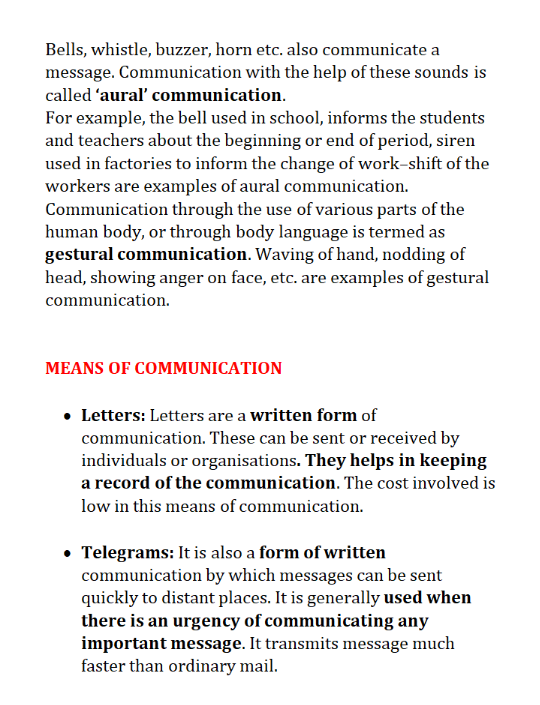 Bells, whistle, buzzer, horn etc. also communicate a
message. Communication with the help of these sounds is
called ‘aural’ communication.
For example, the bell used in school, informs the students
and teachers about the beginning or end of period, siren
used in factories to inform the change of work–shift of the
workers are examples of aural communication.
Communication through the use of various parts of the
human body, or through body language is termed as
gestural communication. Waving of hand, nodding of
head, showing anger on face, etc. are examples of gestural
communication.
MEANS OF COMMUNICATION
• Letters: Letters are a written form of
communication. These can be sent or received by
individuals or organisations. They helps in keeping
a record of the communication. The cost involved is
low in this means of communication.
• Telegrams: It is also a form of written
communication by which messages can be sent
quickly to distant places. It is generally used when
there is an urgency of communicating any
important message. It transmits message much
faster than ordinary mail.